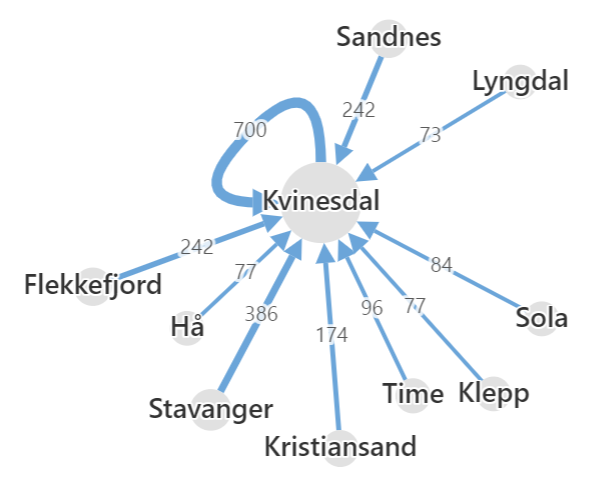 Sandnes
Lyngdal
242
700
73
Kvinesdal
242
77
84
Flekkefjord
386
96
77
Hå
174
Sola
Stavanger
Time
Klepp
Kristiansand